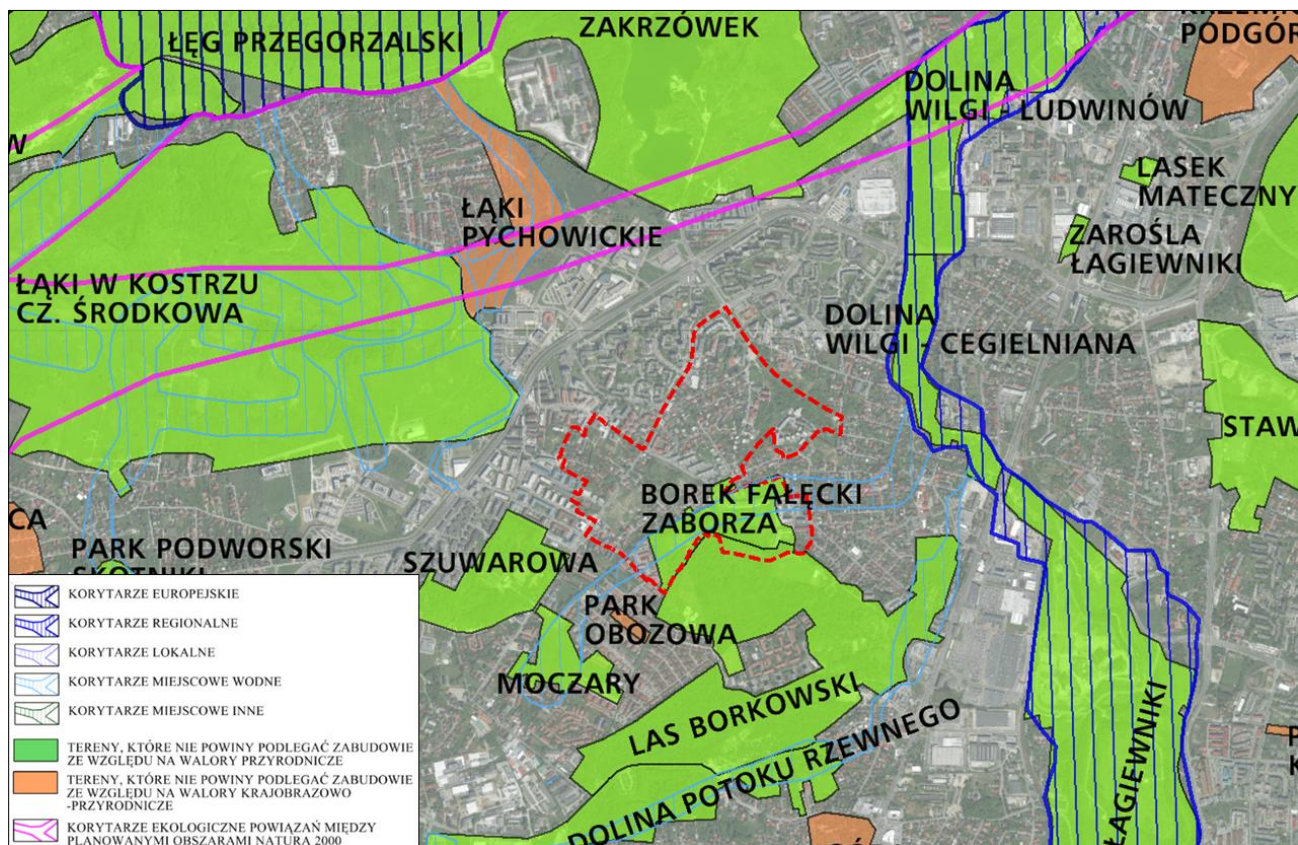 ŁĘG PRZEGORZALSKI
ZAKRZÓWEK
PODGÓR
DOLINA
WILGI - LUDWINÓW
W
LASEK
MATECZNY
ŁĄKI
PYCHOWICKIE
ZAROŚLA
ŁAGIEWNIKI
ŁĄKI W KOSTRZU
CZ. ŚRODKOWA
DOLINA
WILGI - CEGIELNIANA
STAW
BOREK FAŁĘCKI
ZABORZA
CA
PARK PODWORSKI
SKOTNIKI
SZUWAROWA
PARK
OBOZOWA
MOCZARY
LAS BORKOWSKI
DOLINA POTOKU RZEWNEGO
ŁAGIEWNIKI
P
K
KORYTARZE EUROPEJSKIE
KORYTARZE REGIONALNE
KORYTARZE LOKALNE
KORYTARZE MIEJSCOWE WODNE
KORYTARZE MIEJSCOWE INNE
TERENY, KTÓRE NIE POWINY PODLEGAĆ ZABUDOWIE
ZE WZGLĘDU NA WALORY PRZYRODNICZE
TERENY, KTÓRE NIE POWINY PODLEGAĆ ZABUDOWIE
ZE WZGLĘDU NA WALORY KRAJOBRAZOWO
-PRZYRODNICZE
KORYTARZE EKOLOGICZNE POWIĄZAŃ MIĘDZY
PLANOWANYMI OBSZARAMI NATURA 2000